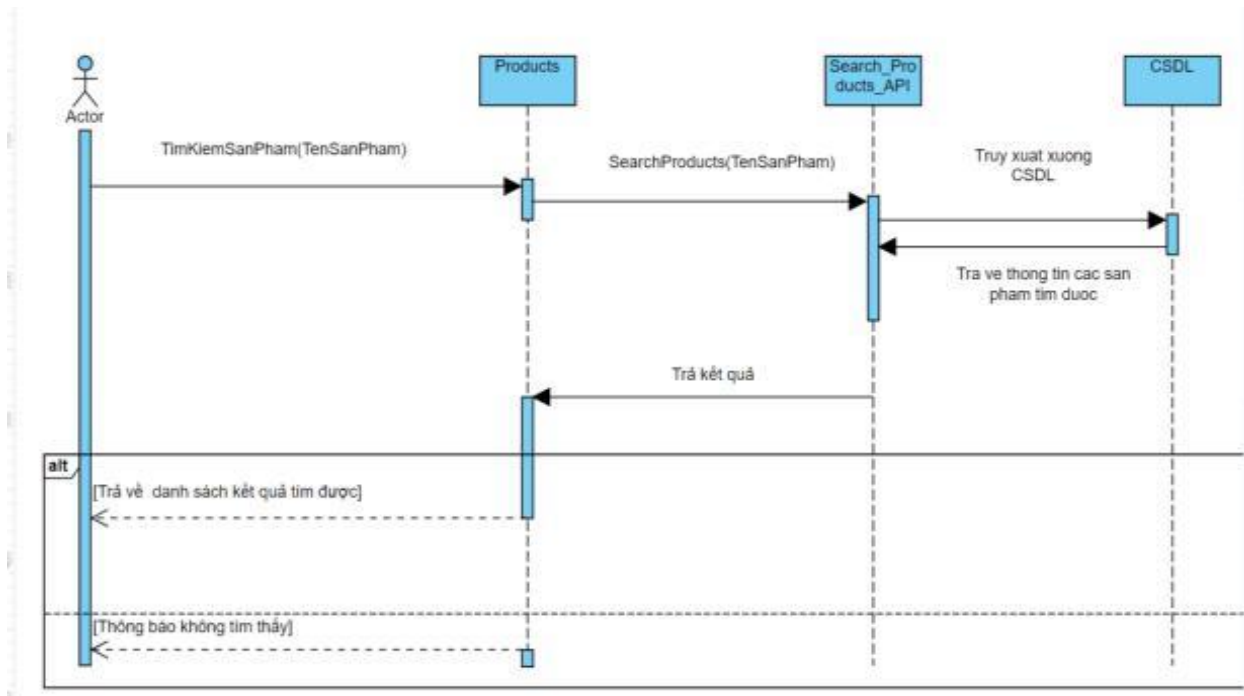 Products
Search_Pro
ducts_API
CSDL
Actor
TimKiemSanPham(TenSanPham)
SearchProducts(TenSanPham)
Truy xuat xuong
CSDL
Tra ve thong tin cac san
pham tim duoc
Trả kết quả
alt
[Trả về danh sách kết quả tìm được]
[Thông báo không tìm thấy]